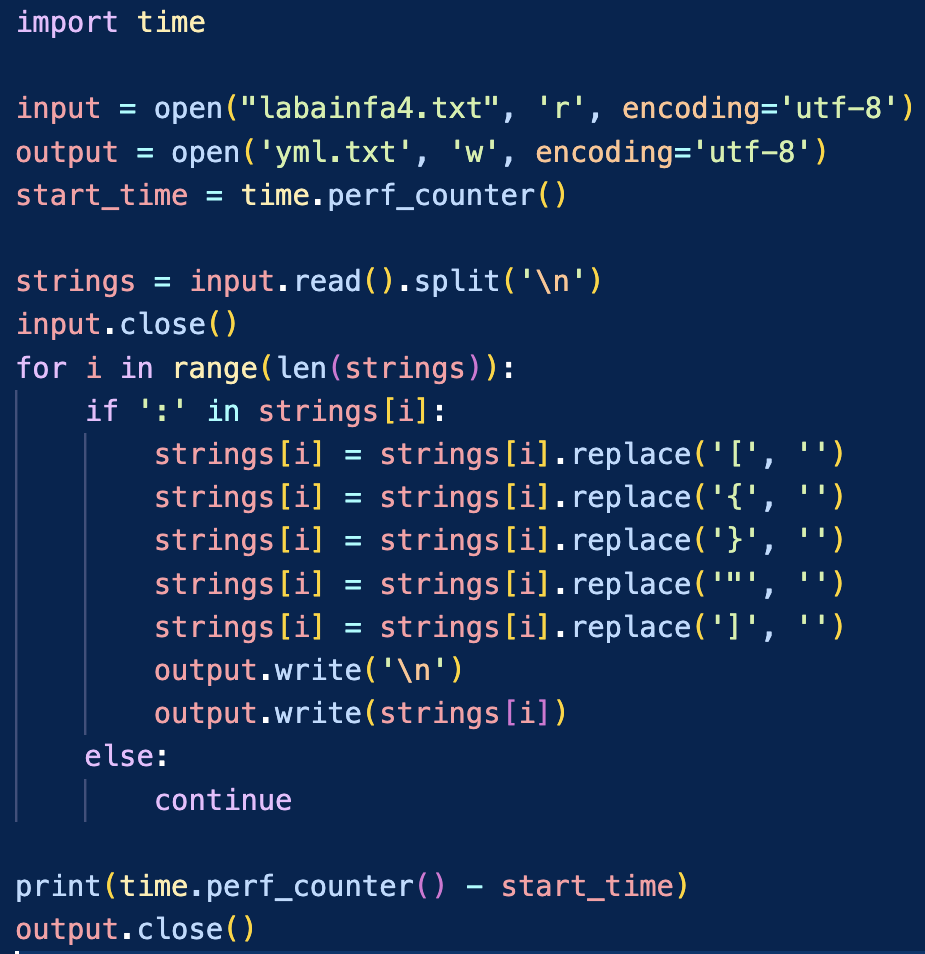 import time
input = open("labainfa4.txt", 'r', encoding='utf-8')
output = open('yml.txt', 'w', encoding='utf-8')
start_time = time.perf_counter()
strings = input.read().split('\n')
input.close()
for i in range(len(strings)):
    if ':' in strings[i]:
        strings[i] = strings[i].replace('[', '')
        strings[i] = strings[i].replace('{', '')
        strings[i] = strings[i].replace('}', '')
        strings[i] = strings[i].replace('"', '')
        strings[i] = strings[i].replace(']', '')
        output.write('\n')
        output.write(strings[i])
    else:
        continue
print(time.perf_counter() - start_time)
output.close()